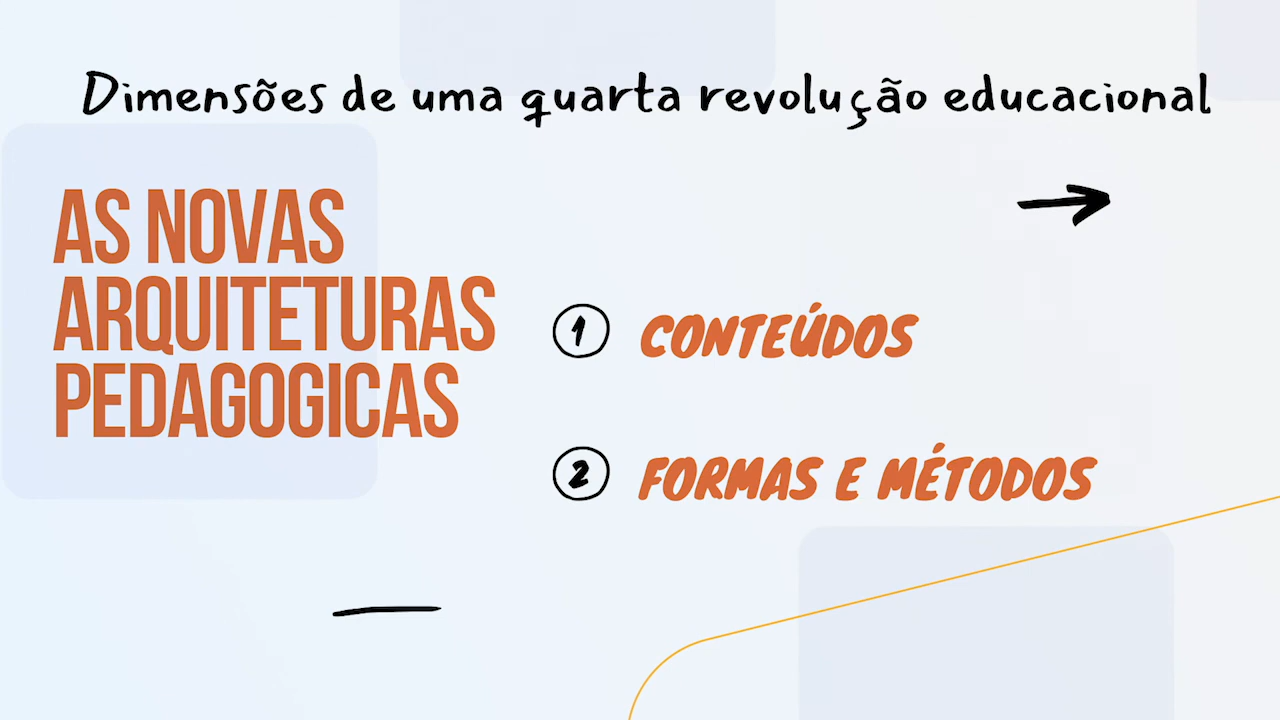 Dimensões de uma quarta revolução educacional
AS NOVAS
ARQUITETURAS
PEDAGOGICAS
1 CONTEÚDOS
2 FORMAS E MÉTODOS